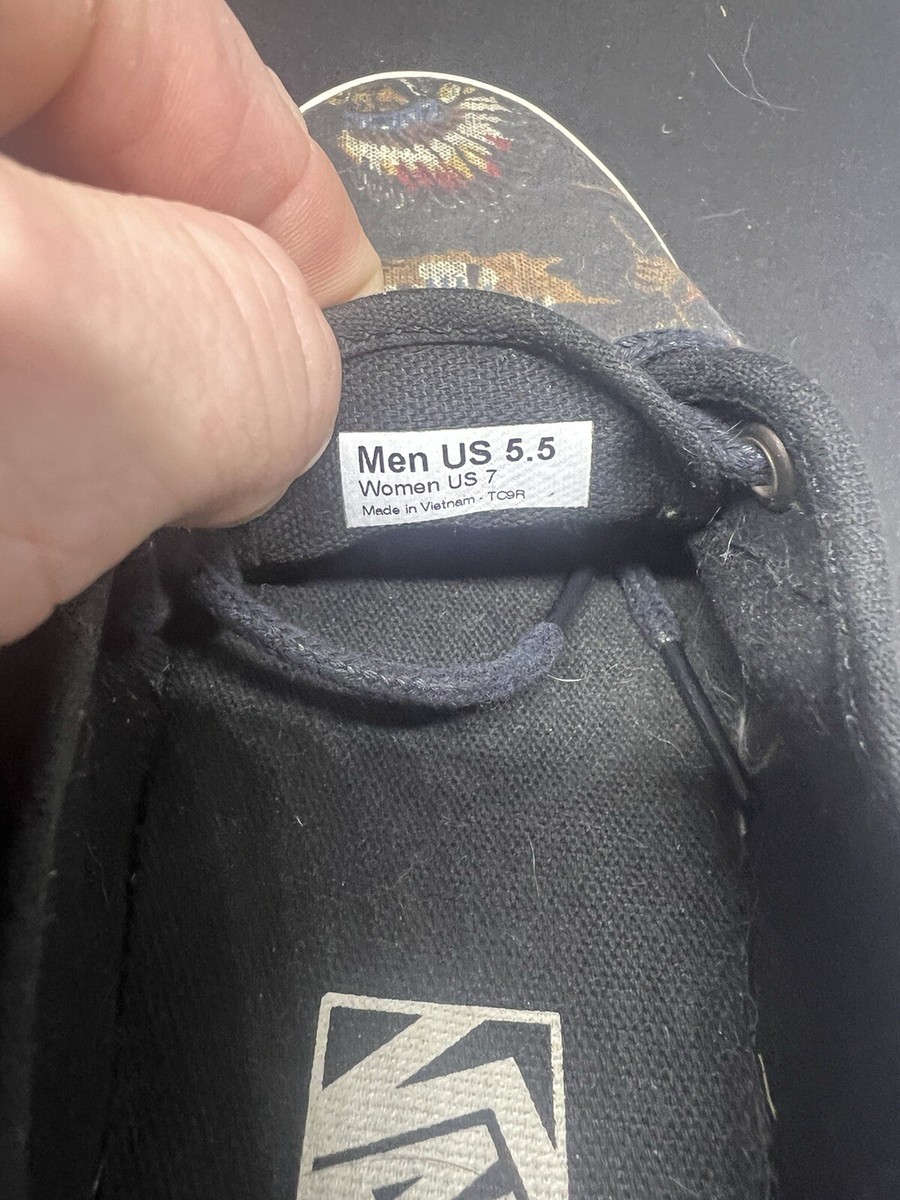 Men US 5.5
Women US 7
Made in Vietnam - TC9R